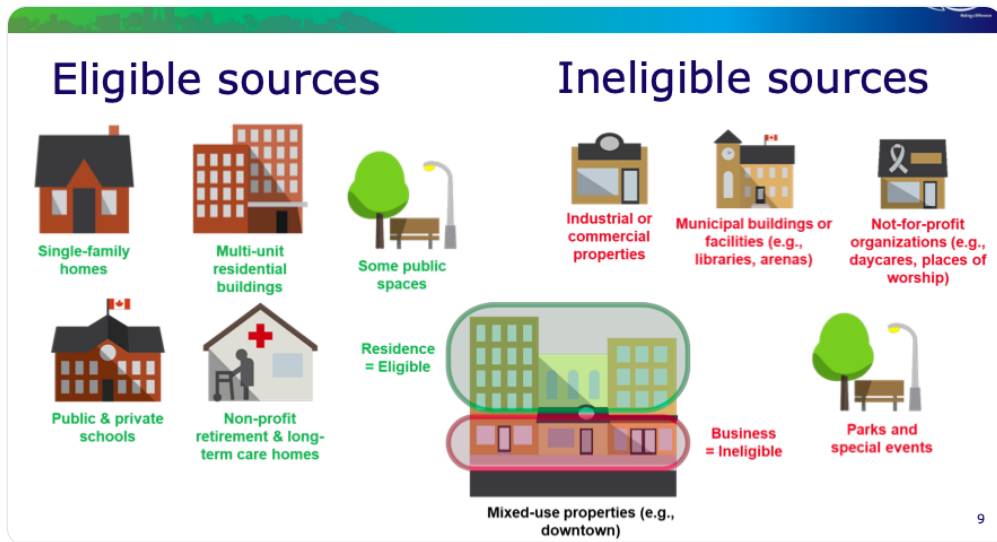 Making a Difference
Eligible sources
Ineligible sources
Single-family
homes
Multi-unit
residential
buildings
Some public
spaces
Industrial or
commercial
properties
Municipal buildings or
facilities (e.g.,
libraries, arenas)
Not-for-profit
organizations (e.g.,
daycares, places of
worship)
Public & private
schools
Non-profit
retirement & long-
term care homes
Residence
= Eligible
Business
= Ineligible
Mixed-use properties (e.g.,
downtown)
Parks and
special events
9